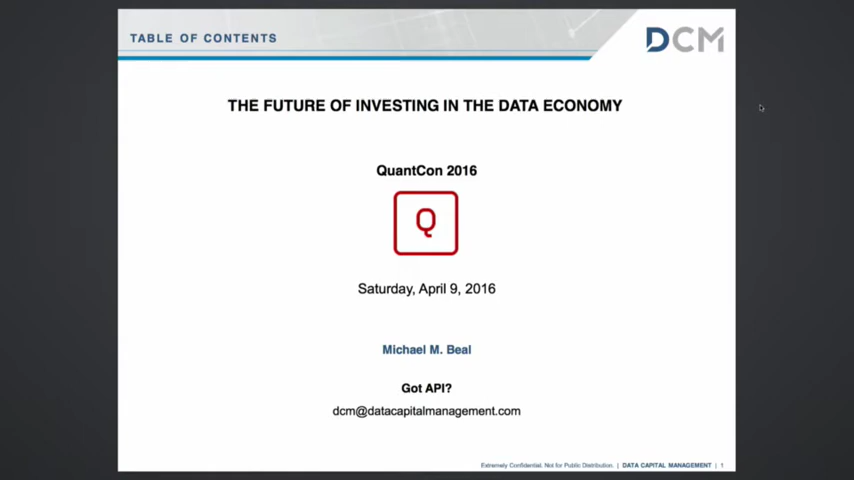 TABLE OF CONTENTS
DCM
THE FUTURE OF INVESTING IN THE DATA ECONOMY
QuantCon 2016
Q
Saturday, April 9, 2016
Michael M. Beal
Got API?
dcm@datacapitalmanagement.com
Extremely Confidential. Not for Public Distribution. | DATA CAPITAL MANAGEMENT | 1